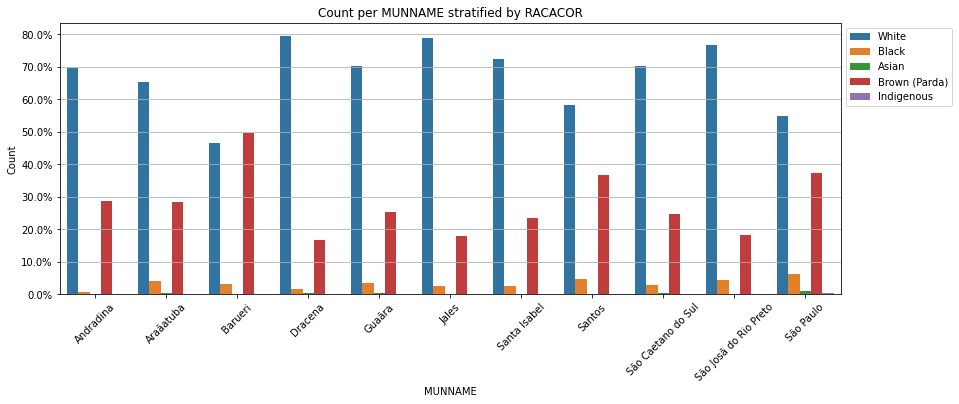 Count per MUNNAME stratified by RACACOR
White
Black
Asian
Brown (Parda)
Indigenous
80.0%
70.0%
60.0%
50.0%
40.0%
30.0%
20.0%
10.0%
0.0%
Count
Andradina
Araãatuba
Barueri
Dracena
Guaãra
Jales
Santa Isabel
Santos
São Caetano do Sul
São Josã do Rio Preto
São Paulo
MUNNAME